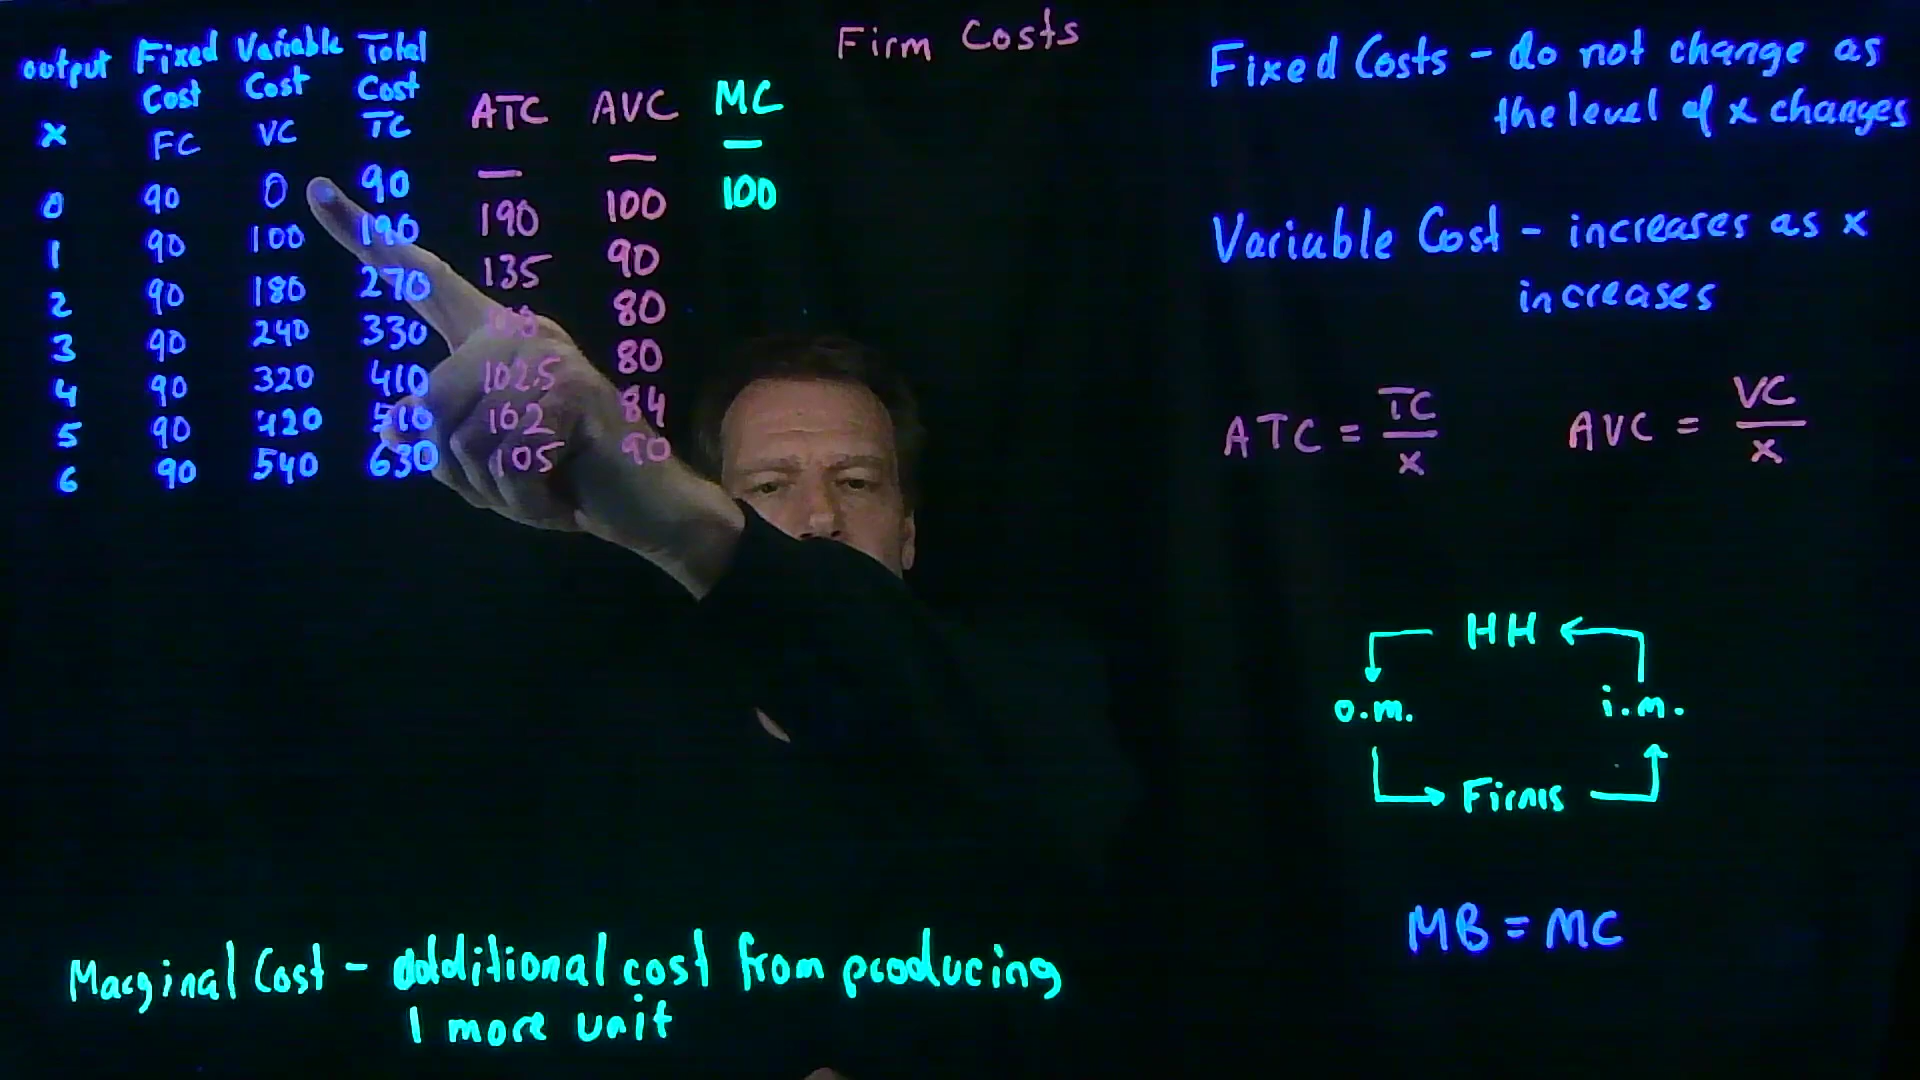 Firm Costs
output Fixed Variable Total
Cost Cost Cost ATC AVC MC
x FC VC TC
0 90 0 90 — — —
1 90 100 190 190 100 100
2 90 180 270 135 90
3 90 240 330 80
4 90 320 410 102.5 80
5 90 420 510 102 84
6 90 540 630 105 90
Fixed Costs - do not change as
the level of x changes
Variable Cost - increases as x
increases
ATC = TC/x AVC = VC/x
HH
o.m. i.m.
Firms
MB = MC
Marginal Cost - additional cost from producing
1 more unit